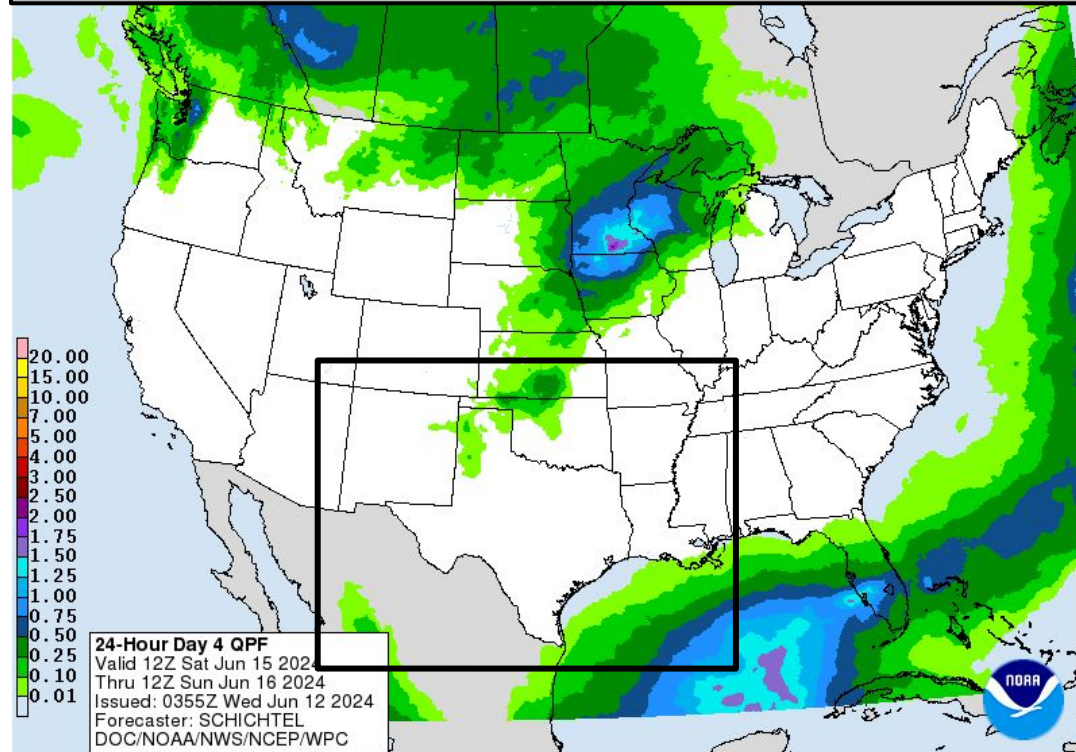 20.00
15.00
10.00
7.00
5.00
4.00
3.00
2.50
2.00
1.75
1.50
1.25
1.00
0.75
0.50
0.25
0.10
0.01
24-Hour Day 4 QPF
Valid 12Z Sat Jun 15 2024
Thru 12Z Sun Jun 16 2024
Issued: 0355Z Wed Jun 12 2024
Forecaster: SCHICHTEL
DOC/NOAA/NWS/NCEP/WPC
NOAA